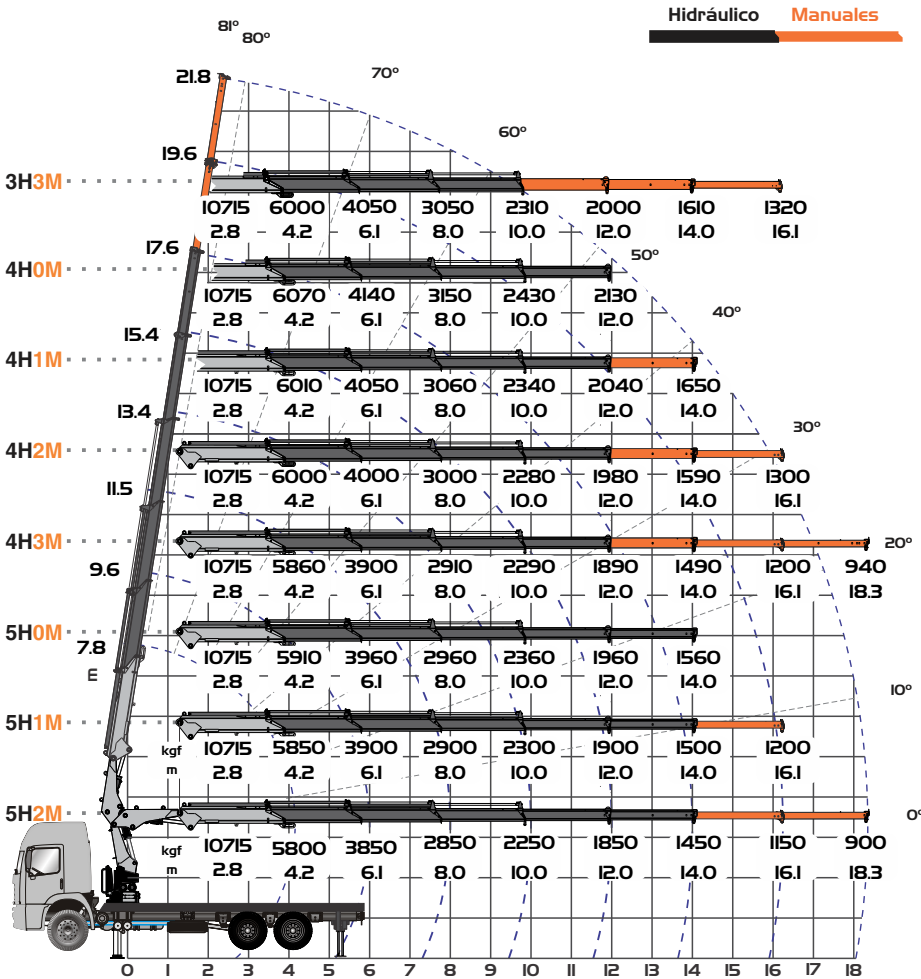 Hidráulico Manuales
81º
80º
70º
21.8
60º
19.6
3H3M
10715 6000 4050 3050 2310 2000 1610 1320
2.8 4.2 6.1 8.0 10.0 12.0 14.0 16.1
17.6
50º
4H0M
10715 6070 4140 3150 2430 2130
2.8 4.2 6.1 8.0 10.0 12.0
40º
15.4
4H1M
10715 6010 4050 3060 2340 2040 1650
2.8 4.2 6.1 8.0 10.0 12.0 14.0
13.4
30º
4H2M
10715 6000 4000 3000 2280 1980 1590 1300
2.8 4.2 6.1 8.0 10.0 12.0 14.0 16.1
11.5
4H3M
20º
10715 5860 3900 2910 2290 1890 1490 1200 940
2.8 4.2 6.1 8.0 10.0 12.0 14.0 16.1 18.3
9.6
5H0M
7.8
m
10715 5910 3960 2960 2360 1960 1560
2.8 4.2 6.1 8.0 10.0 12.0 14.0
10º
5H1M
kgf 10715 5850 3900 2900 2300 1900 1500 1200
m 2.8 4.2 6.1 8.0 10.0 12.0 14.0 16.1
5H2M
0º
kgf 10715 5800 3850 2850 2250 1850 1450 1150 900
m 2.8 4.2 6.1 8.0 10.0 12.0 14.0 16.1 18.3
0 1 2 3 4 5 6 7 8 9 10 11 12 13 14 15 16 17 18